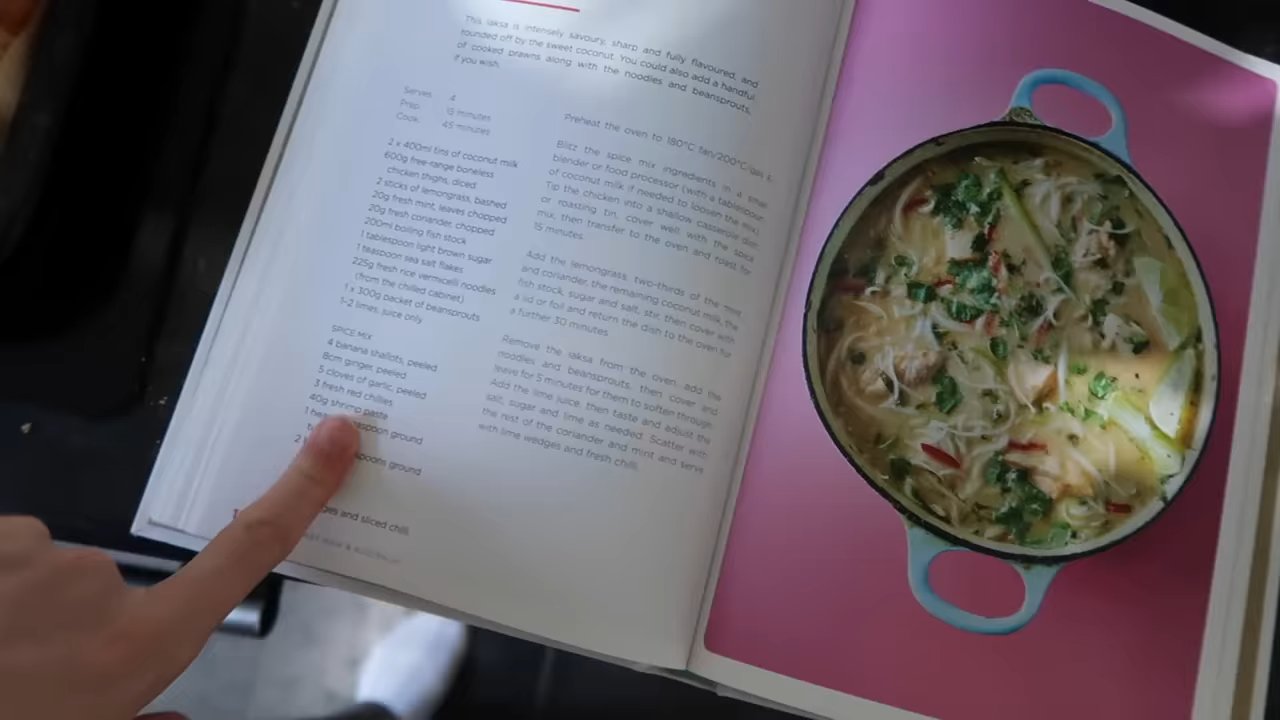 This laksa is intensely savoury, sharp and fully flavoured, and
rounded off by the sweet coconut. You could also add a handful
of cooked prawns along with the noodles and beansprouts,
if you wish.
Serves: 4
Prep: 15 minutes
Cook: 45 minutes
2 x 400ml tins of coconut milk
600g free-range boneless
chicken thighs, diced
2 sticks of lemongrass, bashed
20g fresh mint, leaves chopped
20g fresh coriander, chopped
200ml boiling fish stock
1 tablespoon light brown sugar
1 teaspoon sea salt flakes
225g fresh rice vermicelli noodles
(from the chilled cabinet)
1 x 300g packet of beansprouts
1–2 limes, juice only
SPICE MIX
4 banana shallots, peeled
8cm ginger, peeled
5 cloves of garlic, peeled
3 fresh red chillies
40g shrimp paste
1 ground
2 ground
and sliced chilli
Preheat the oven to 180°C fan/200°C/gas 6.
Blitz the spice mix ingredients in a small
blender or food processor (with a tablespoon
of coconut milk if needed to loosen the mix).
Tip the chicken into a shallow casserole dish
or roasting tin, cover well with the spice
mix, then transfer to the oven and roast for
15 minutes.
Add the lemongrass, two-thirds of the mint
and coriander, the remaining coconut milk, the
fish stock, sugar and salt, stir, then cover with
a lid or foil and return the dish to the oven for
a further 30 minutes.
Remove the laksa from the oven, add the
noodles and beansprouts, then cover and
leave for 5 minutes for them to soften through.
Add the lime juice, then taste and adjust the
salt, sugar and lime as needed. Scatter with
the rest of the coriander and mint and serve
with lime wedges and fresh chilli.